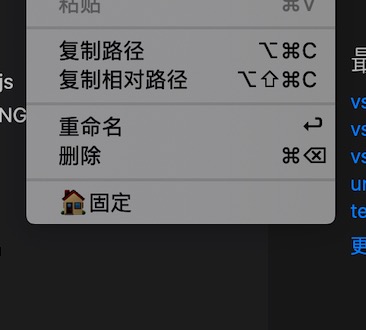 粘贴 ⌘V
复制路径 ⌥⌘C
复制相对路径 ⌥⇧⌘C
重命名 ↩
删除 ⌘⌫
🏠固定
js
NG
最
vs
vs
vs
ur
te
更